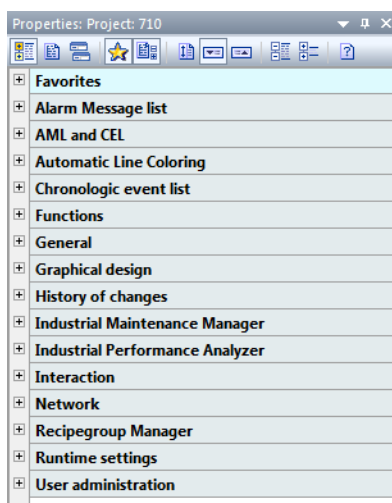 Properties: Project: 710
Favorites
Alarm Message list
AML and CEL
Automatic Line Coloring
Chronologic event list
Functions
General
Graphical design
History of changes
Industrial Maintenance Manager
Industrial Performance Analyzer
Interaction
Network
Recipegroup Manager
Runtime settings
User administration